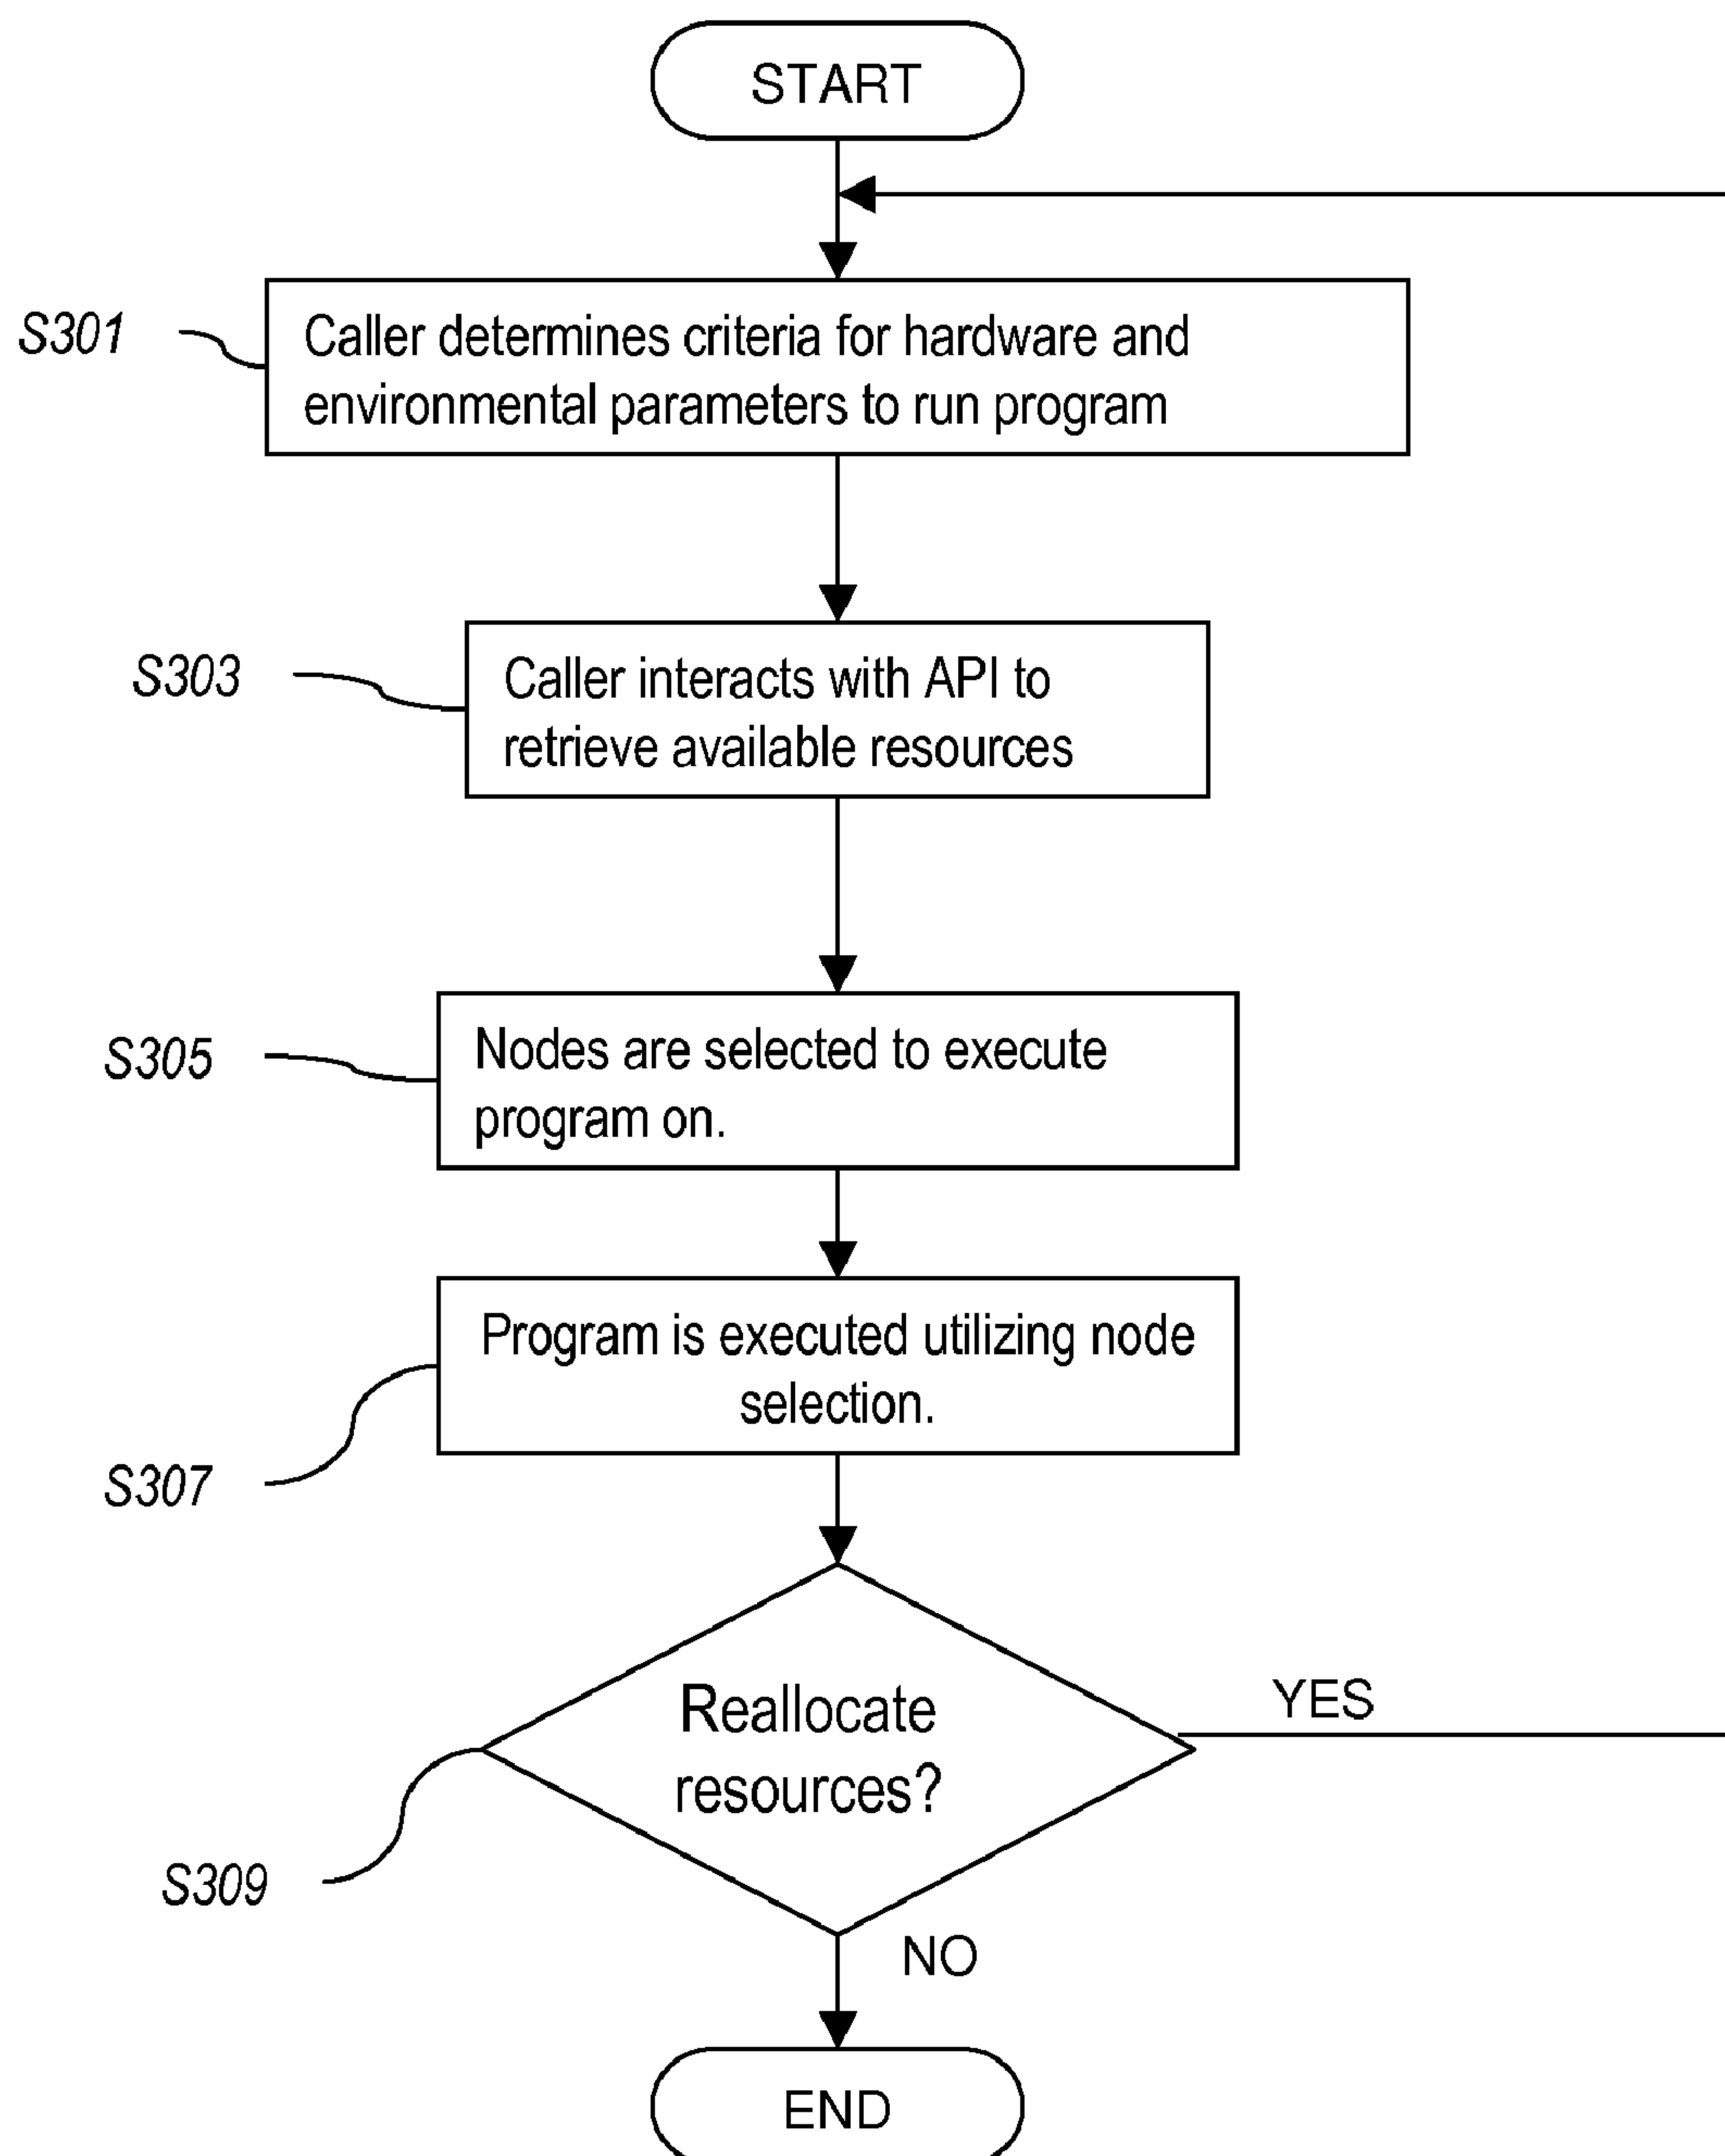 START
S301
Caller determines criteria for hardware and
environmental parameters to run program
S303
Caller interacts with API to
retrieve available resources
S305
Nodes are selected to execute
program on.
Program is executed utilizing node
selection.
S307
Reallocate
resources?
YES
S309
NO
END